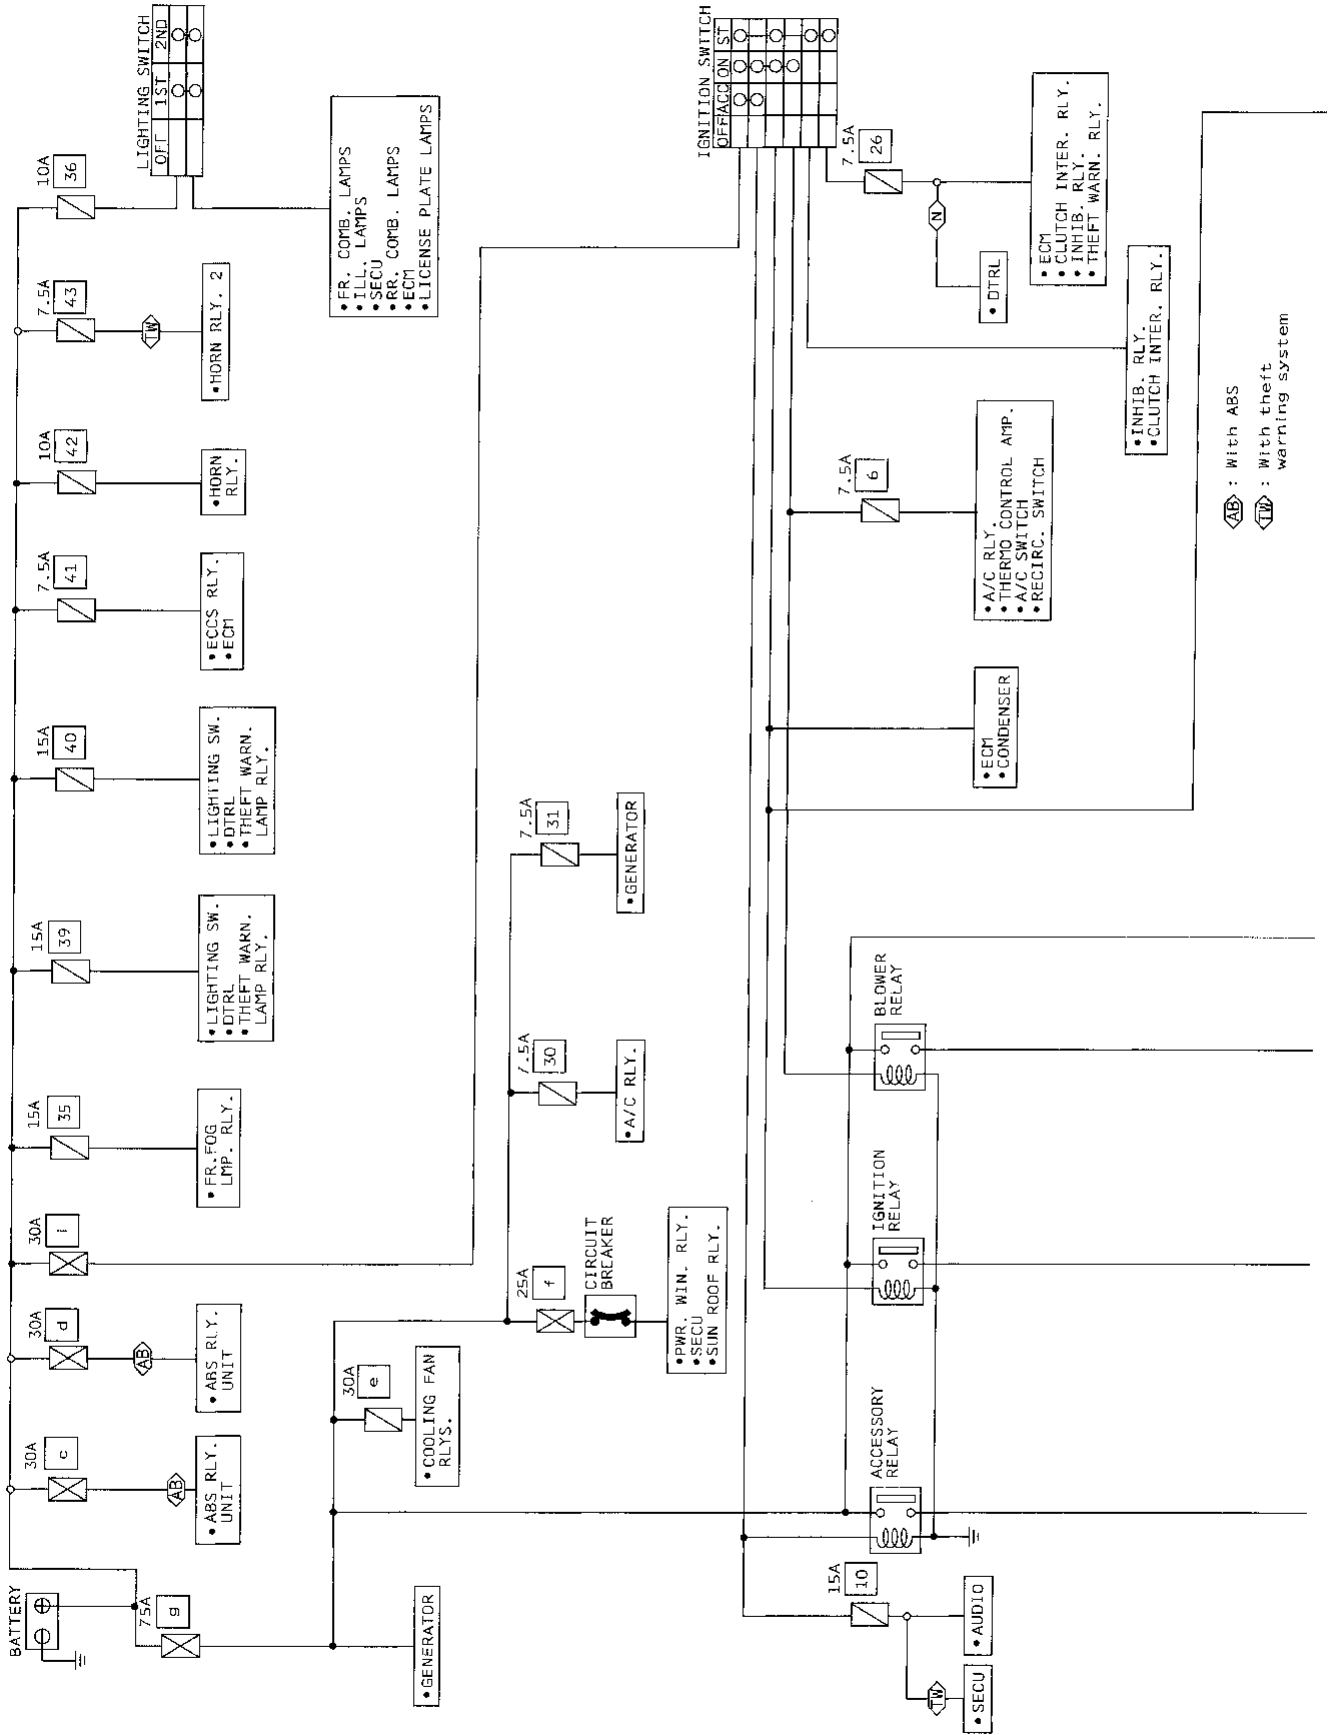 BATTERY
75A
g
• GENERATOR
30A
c
AB
• ABS RLY.
UNIT
30A
d
AB
• ABS RLY.
UNIT
30A
15A
35
• FR.FOG
LMP. RLY.
15A
39
• LIGHTING SW.
• DTRL
• THEFT WARN.
LAMP RLY.
15A
40
• LIGHTING SW.
• DTRL
• THEFT WARN.
LAMP RLY.
7.5A
41
• ECCS RLY.
• ECM
10A
42
• HORN
RLY.
7.5A
43
TW
• HORN RLY. 2
10A
36
LIGHTING SWITCH
OFF 1ST 2ND
• FR. COMB. LAMPS
• ILL. LAMPS
• SECU
• RR. COMB. LAMPS
• ECM
• LICENSE PLATE LAMPS
30A
e
• COOLING FAN
RLYS.
25A
f
CIRCUIT
BREAKER
• PWR. WIN. RLY.
• SECU
• SUN ROOF RLY.
7.5A
30
• A/C RLY.
7.5A
31
• GENERATOR
IGNITION SWITCH
OFF ACC ON ST
15A
10
• AUDIO
TW
• SECU
ACCESSORY
RELAY
IGNITION
RELAY
BLOWER
RELAY
• ECM
• CONDENSER
7.5A
6
• A/C RLY.
• THERMO CONTROL AMP.
• A/C SWITCH
• RECIRC. SWITCH
7.5A
26
N
• DTRL
• ECM
• CLUTCH INTER. RLY.
• INHIB. RLY.
• THEFT WARN. RLY.
• INHIB. RLY.
• CLUTCH INTER. RLY.
AB : With ABS
TW : With theft
warning system